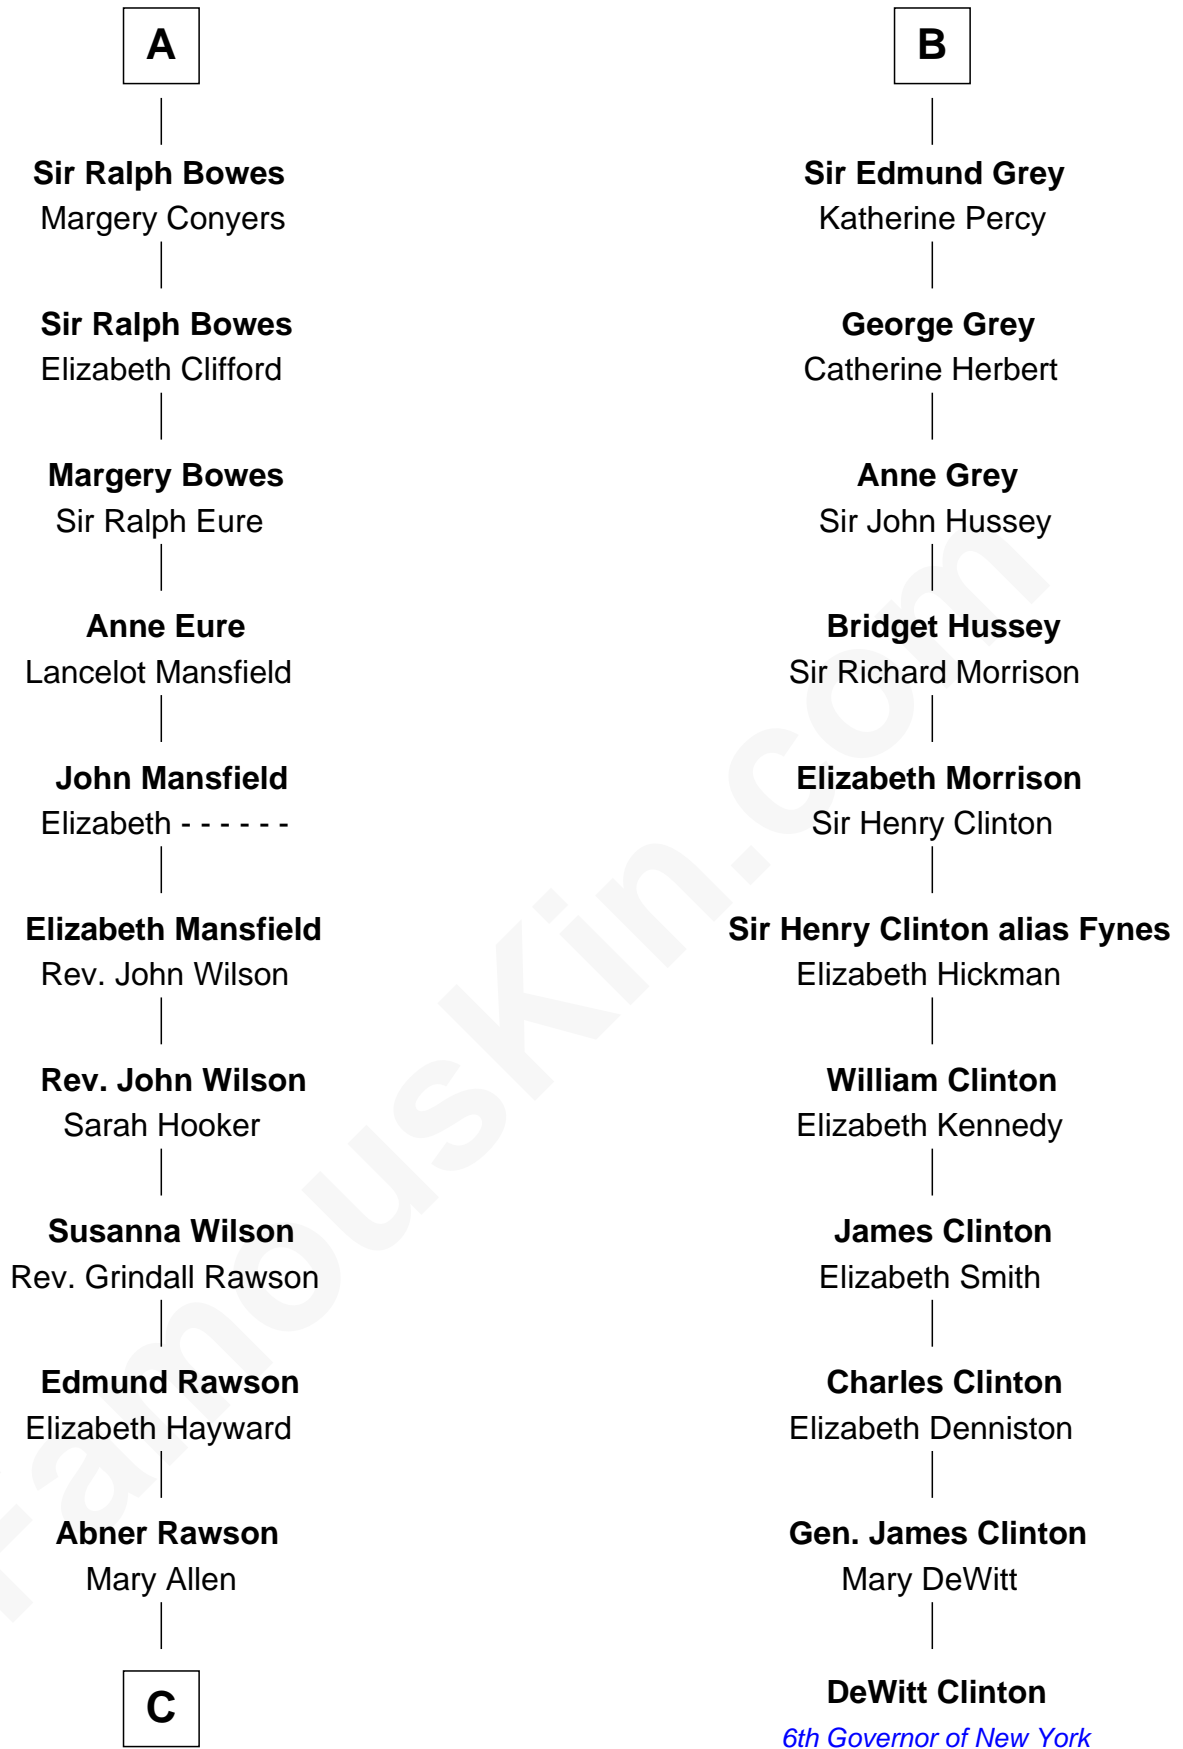 A
Sir Ralph Bowes
Margery Conyers
Sir Ralph Bowes
Elizabeth Clifford
Margery Bowes
Sir Ralph Eure
Anne Eure
Lancelot Mansfield
John Mansfield
Elizabeth - - - - - -
Elizabeth Mansfield
Rev. John Wilson
Rev. John Wilson
Sarah Hooker
Susanna Wilson
Rev. Grindall Rawson
Edmund Rawson
Elizabeth Hayward
Abner Rawson
Mary Allen
C
B
Sir Edmund Grey
Katherine Percy
George Grey
Catherine Herbert
Anne Grey
Sir John Hussey
Bridget Hussey
Sir Richard Morrison
Elizabeth Morrison
Sir Henry Clinton
Sir Henry Clinton alias Fynes
Elizabeth Hickman
William Clinton
Elizabeth Kennedy
James Clinton
Elizabeth Smith
Charles Clinton
Elizabeth Denniston
Gen. James Clinton
Mary DeWitt
DeWitt Clinton
6th Governor of New York
FamousKin.com